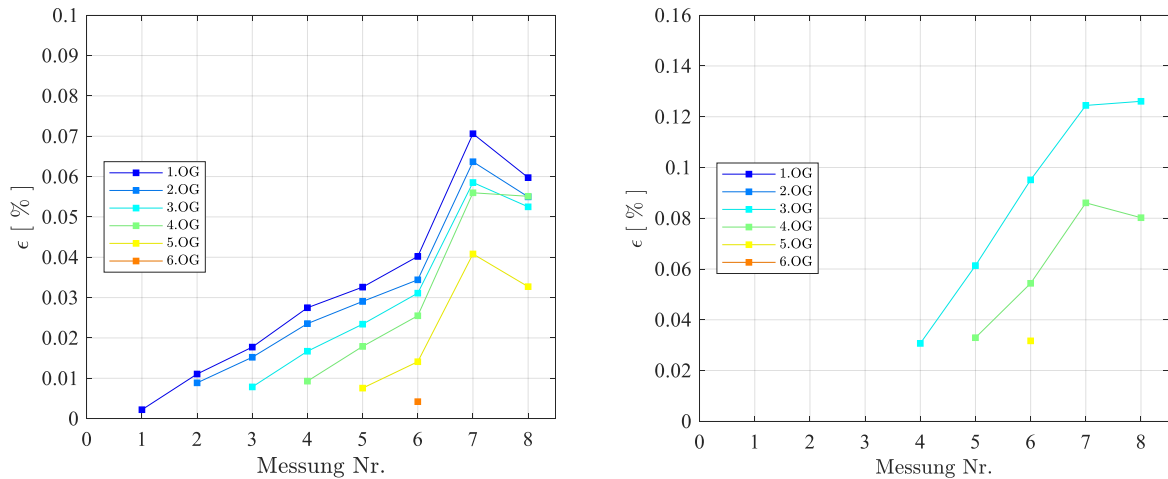 0.1
0.09
0.08
0.07
0.06
0.05
0.04
0.03
0.02
0.01
0
ϵ [ % ]
1.OG
2.OG
3.OG
4.OG
5.OG
6.OG
0 1 2 3 4 5 6 7 8
Messung Nr.
0.16
0.14
0.12
0.1
0.08
0.06
0.04
0.02
0
ϵ [ % ]
1.OG
2.OG
3.OG
4.OG
5.OG
6.OG
0 1 2 3 4 5 6 7 8
Messung Nr.